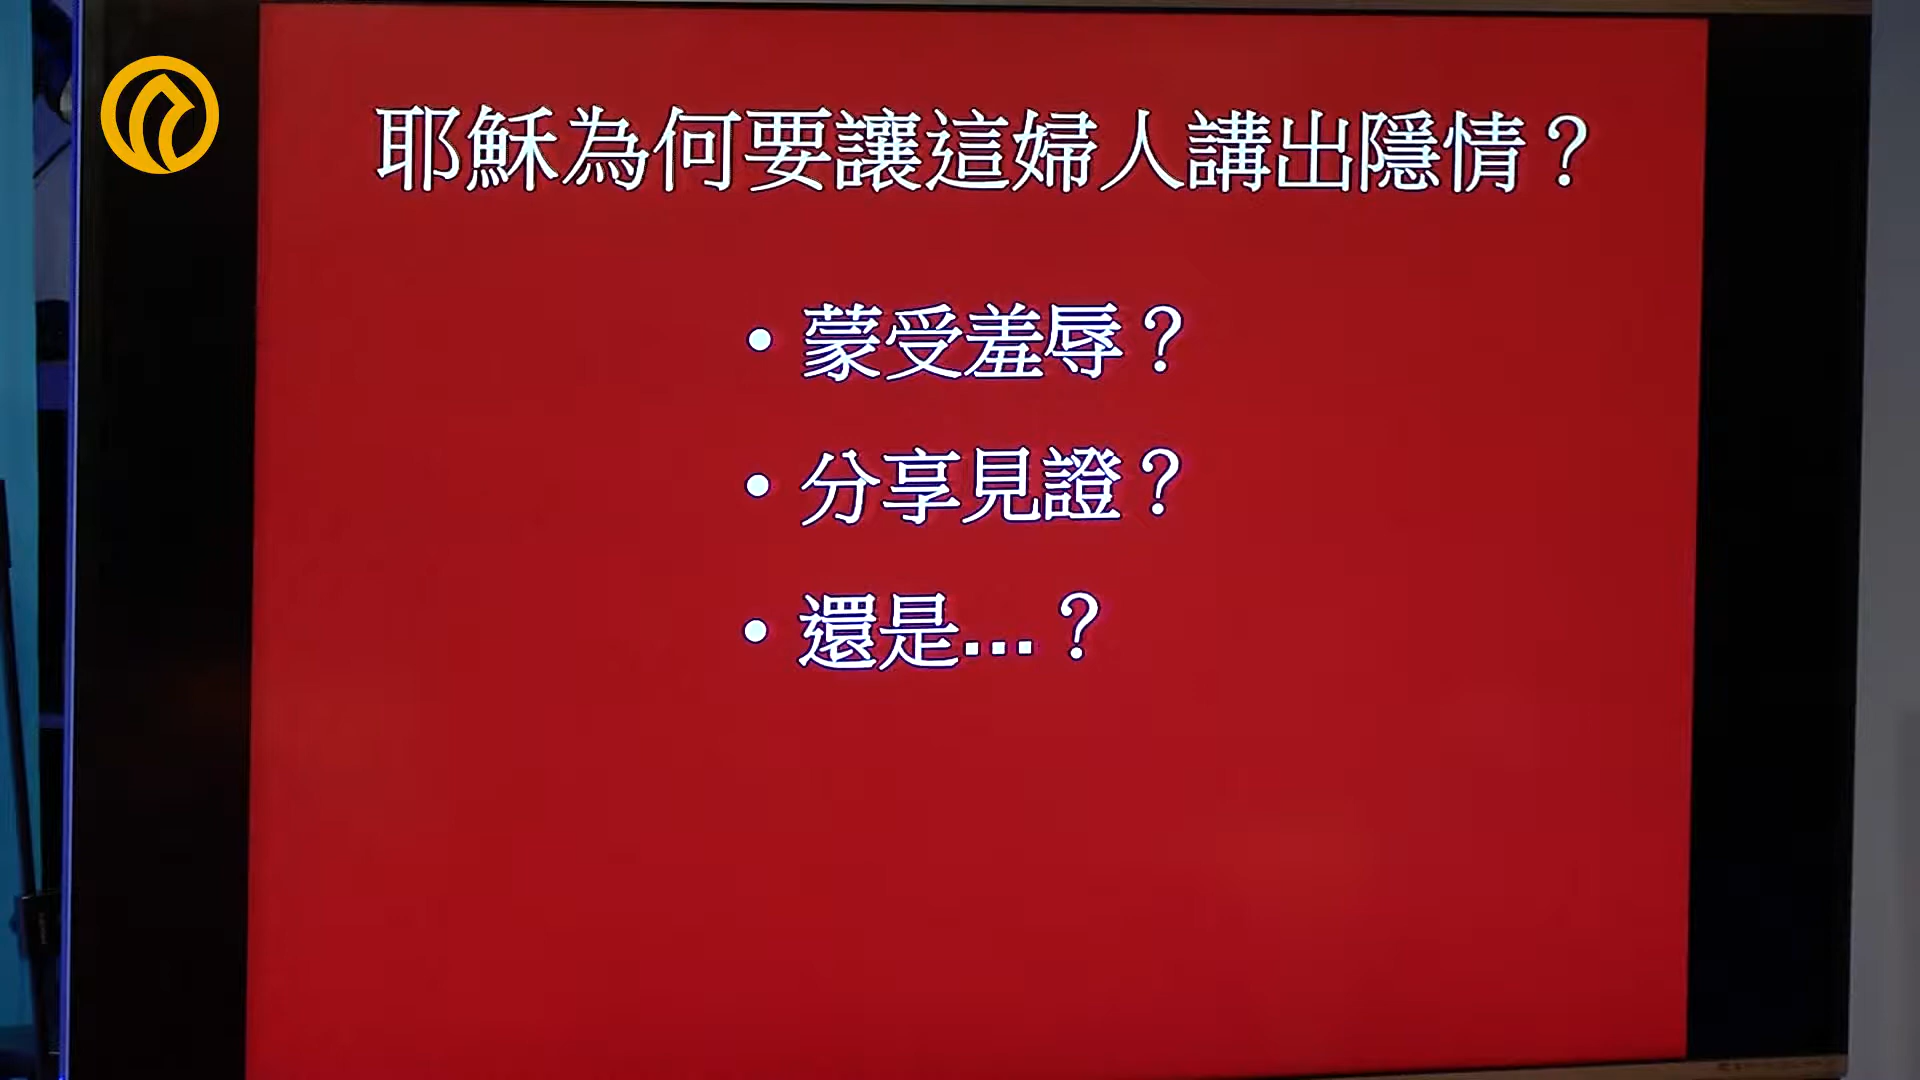 耶穌為何要讓這婦人講出隱情？
• 蒙受羞辱？
• 分享見證？
• 還是...？